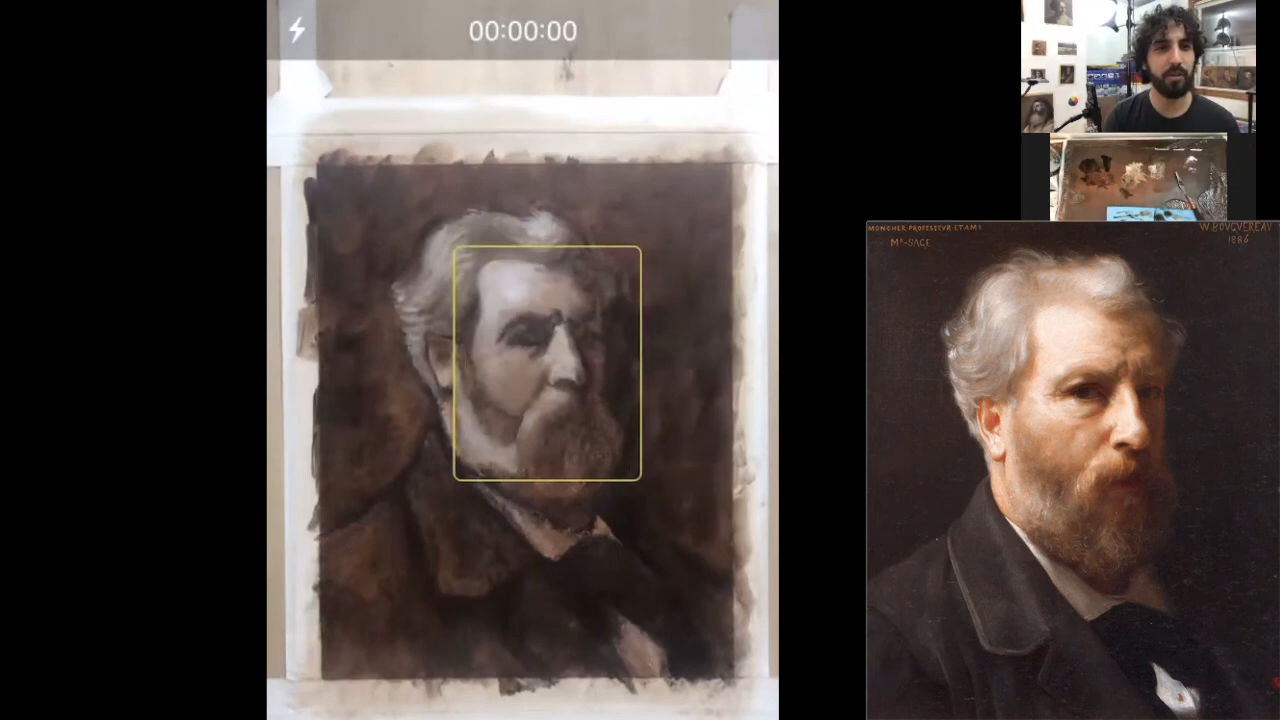 00:00:00
MONCHER·PROFESSEVR ET AMI
Mr·SAGE
W·BOVGVEREAV
1886